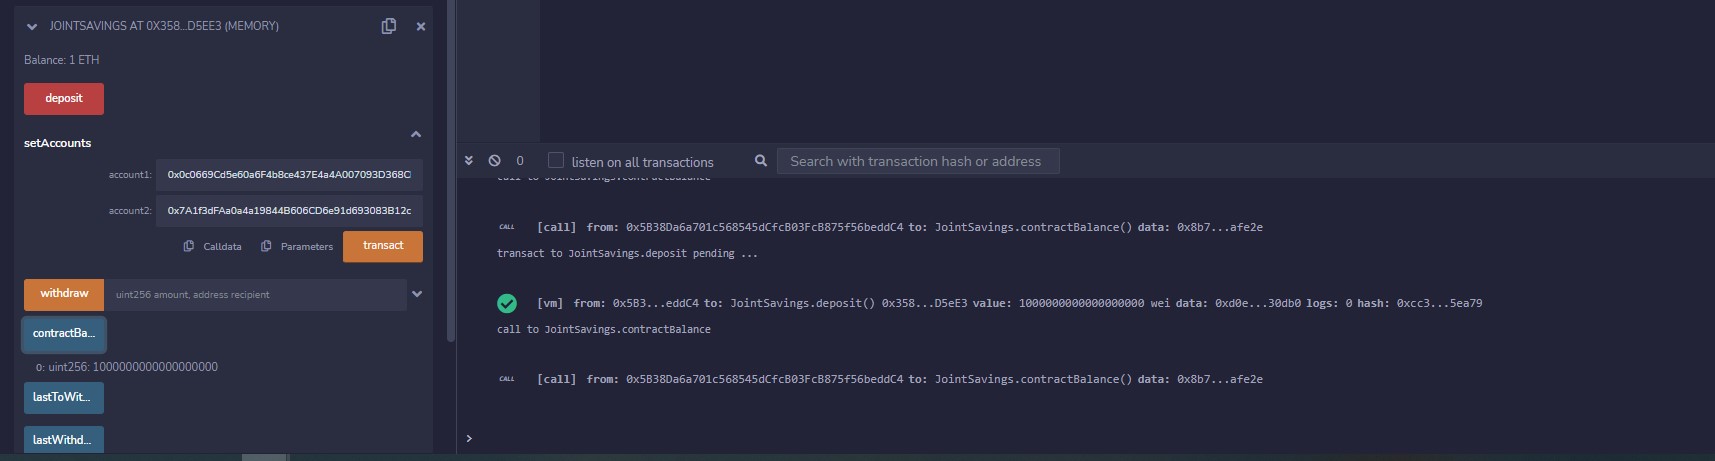 JOINTSAVINGS AT 0X358...D5EE3 (MEMORY)
Balance: 1 ETH
deposit
setAccounts
account1: 0x0c0669Cd5e60a6F4b8ce437E4a4A007093D368C
account2: 0x7A1f3dFAa0a4a19844B606CD6e91d693083B12c
Calldata Parameters transact
withdraw uint256 amount, address recipient
contractBa...
0: uint256: 1000000000000000000
lastToWit...
lastWithd...
0 listen on all transactions Search with transaction hash or address
call to JointSavings.contractBalance
CALL [call] from: 0x5B38Da6a701c568545dCfcB03FcB875f56beddC4 to: JointSavings.contractBalance() data: 0x8b7...afe2e
transact to JointSavings.deposit pending ...
[vm] from: 0x5B3...eddC4 to: JointSavings.deposit() 0x358...D5eE3 value: 1000000000000000000 wei data: 0xd0e...30db0 logs: 0 hash: 0xcc3...5ea79
call to JointSavings.contractBalance
CALL [call] from: 0x5B38Da6a701c568545dCfcB03FcB875f56beddC4 to: JointSavings.contractBalance() data: 0x8b7...afe2e
>